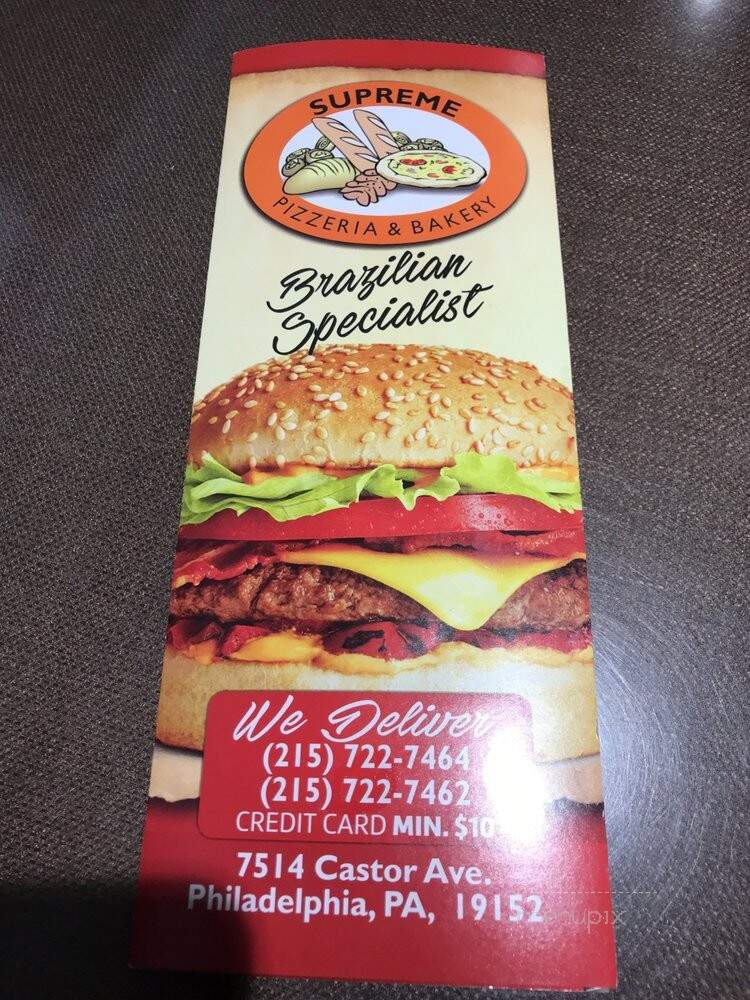 SUPREME
PIZZERIA & BAKERY
Brazilian
Specialist
We Deliver
(215) 722-7464
(215) 722-7462
CREDIT CARD MIN. $10
7514 Castor Ave.
Philadelphia, PA, 19152